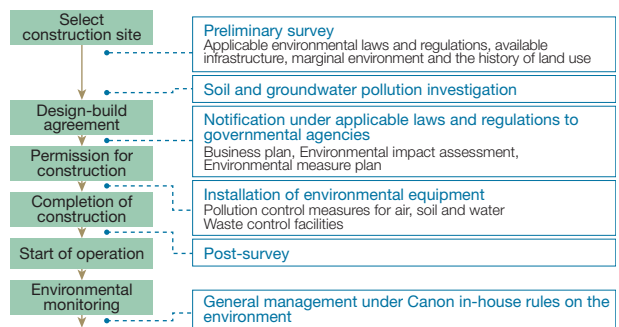 Select
construction site
Preliminary survey
Applicable environmental laws and regulations, available
infrastructure, marginal environment and the history of land use
Soil and groundwater pollution investigation
Design-build
agreement
Notification under applicable laws and regulations to
governmental agencies
Business plan, Environmental impact assessment,
Environmental measure plan
Permission for
construction
Installation of environmental equipment
Pollution control measures for air, soil and water
Waste control facilities
Completion of
construction
Post-survey
Start of operation
Environmental
monitoring
General management under Canon in-house rules on the
environment